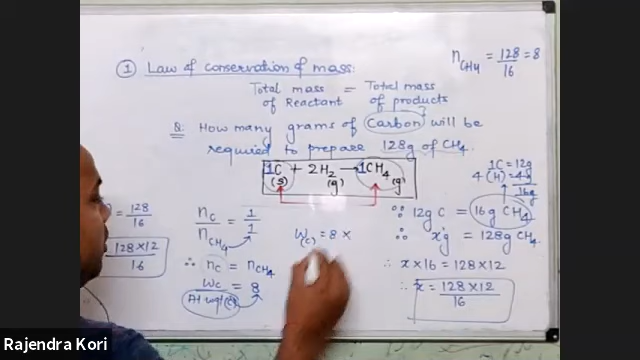 ① Law of conservation of mass:
Total mass of Reactant = Total mass of products
Q: How many grams of Carbon will be
required to prepare 128g of CH₄ ?
1C(s) + 2H₂(g) → 1CH₄(g)
n_CH₄ = 128/16 = 8
1C = 12g
4(H) = 4g
16g
= 128/16
128×12/16
n_C/n_CH₄ = 1/1
∴ n_C = n_CH₄
W_C = 8
At wg/(C)
W(C) = 8 ×
∵ 12g C = 16g CH₄
∴ x g = 128g CH₄
∴ x × 16 = 128 × 12
∴ x = 128×12/16
Rajendra Kori